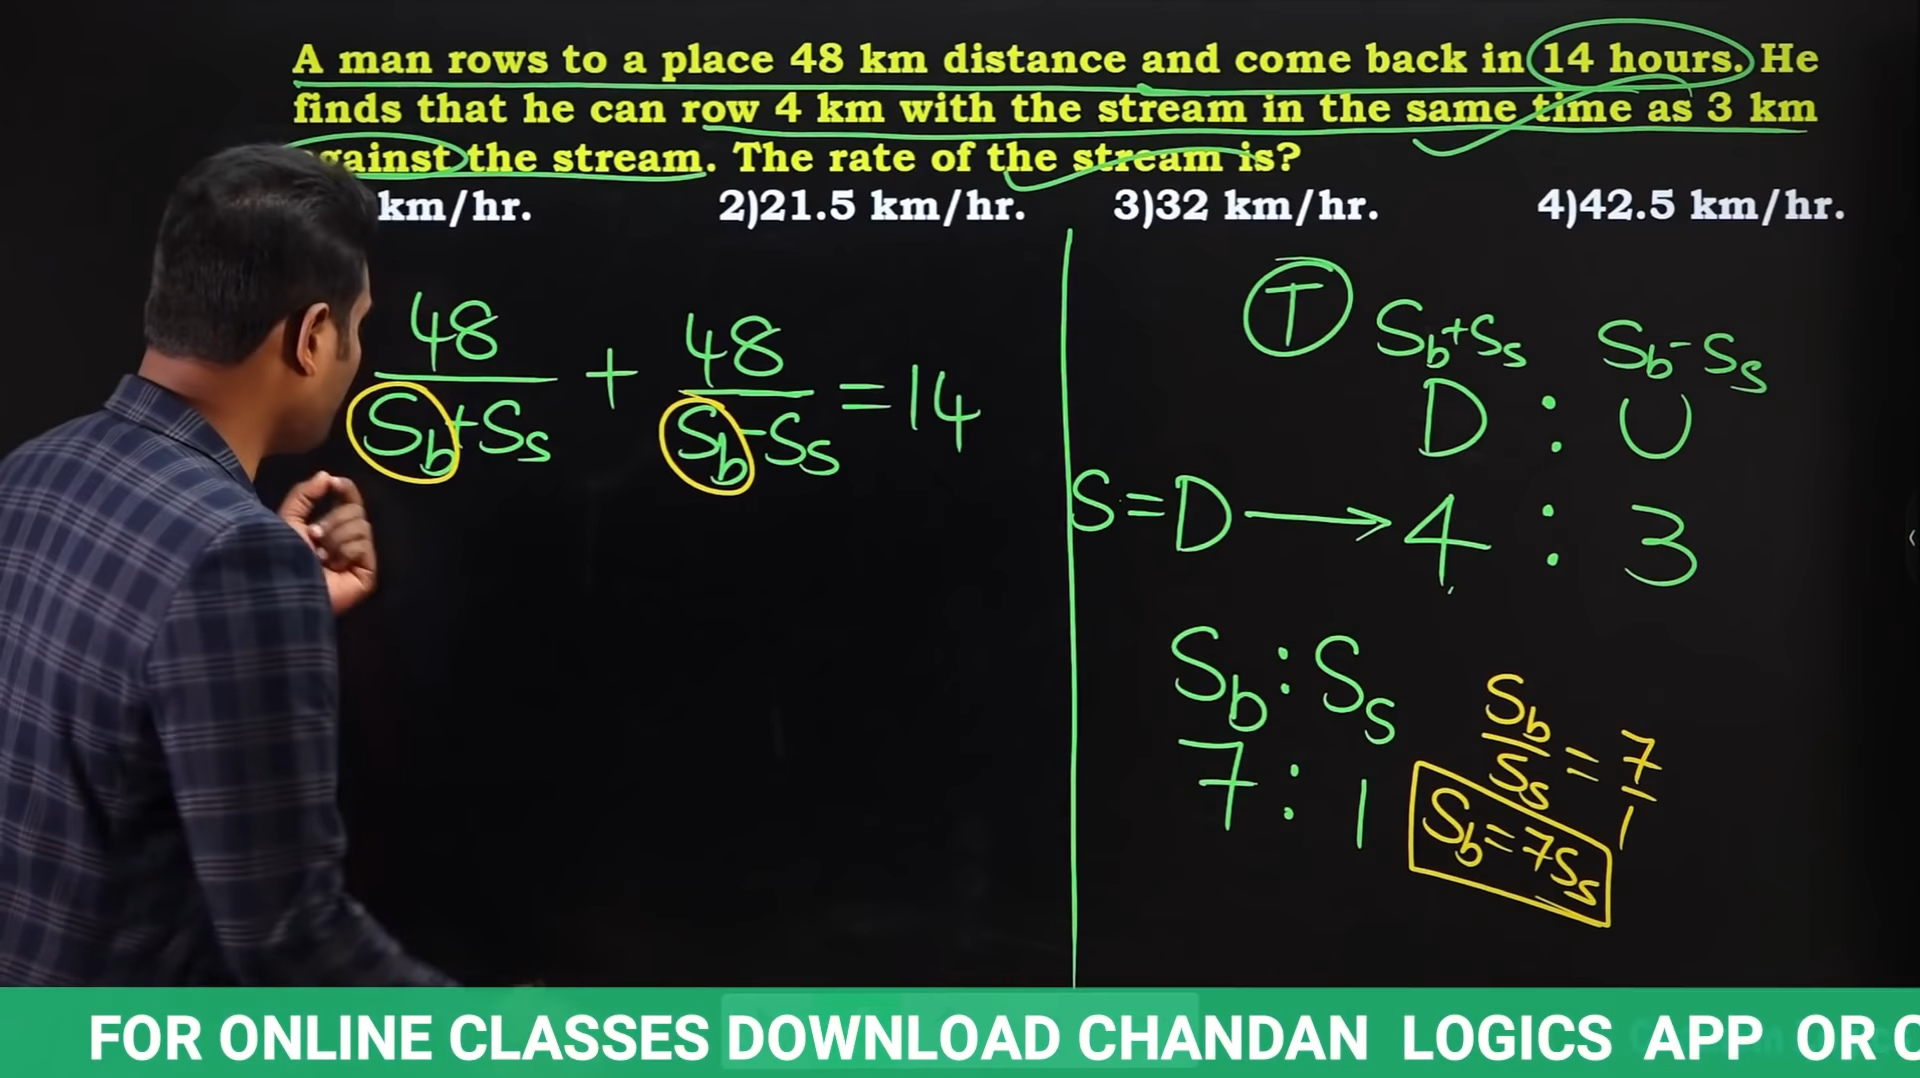 A man rows to a place 48 km distance and come back in 14 hours. He
finds that he can row 4 km with the stream in the same time as 3 km
against the stream. The rate of the stream is?
km/hr. 2)21.5 km/hr. 3)32 km/hr. 4)42.5 km/hr.
48/(Sb+Ss) + 48/(Sb-Ss) = 14
T Sb+Ss Sb-Ss
D : U
S=D → 4 : 3
Sb : Ss
7 : 1
Sb/Ss = 7/1
Sb=7Ss
FOR ONLINE CLASSES DOWNLOAD CHANDAN LOGICS APP OR